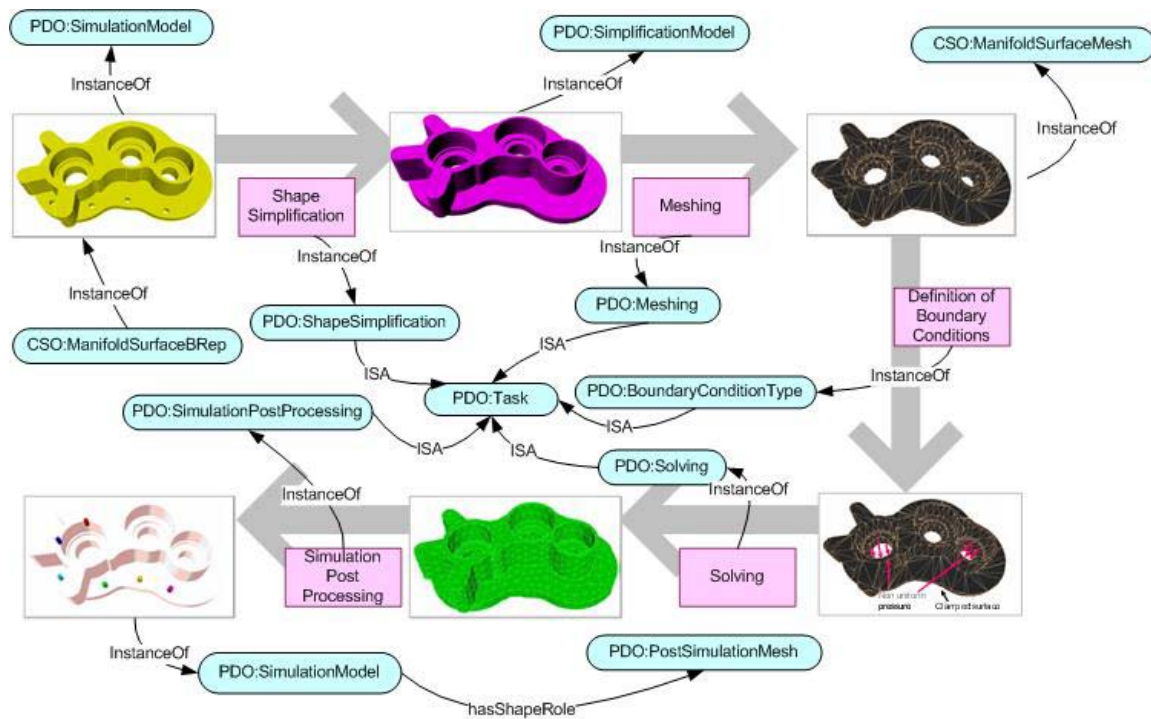 PDO:SimulationModel
PDO:SimplificationModel
CSO:ManifoldSurfaceMesh
InstanceOf
InstanceOf
InstanceOf
Shape
Simplification
Meshing
InstanceOf
InstanceOf
InstanceOf
PDO:ShapeSimplification
PDO:Meshing
Definition of
Boundary
Conditions
CSO:ManifoldSurfaceBRep
ISA
ISA
InstanceOf
PDO:Task
PDO:BoundaryConditionType
PDO:SimulationPostProcessing
ISA
ISA
ISA
PDO:Solving
InstanceOf
InstanceOf
Simulation
Post
Processing
Solving
Non uniform
pressure
Clamped surface
InstanceOf
PDO:SimulationModel
PDO:PostSimulationMesh
hasShapeRole